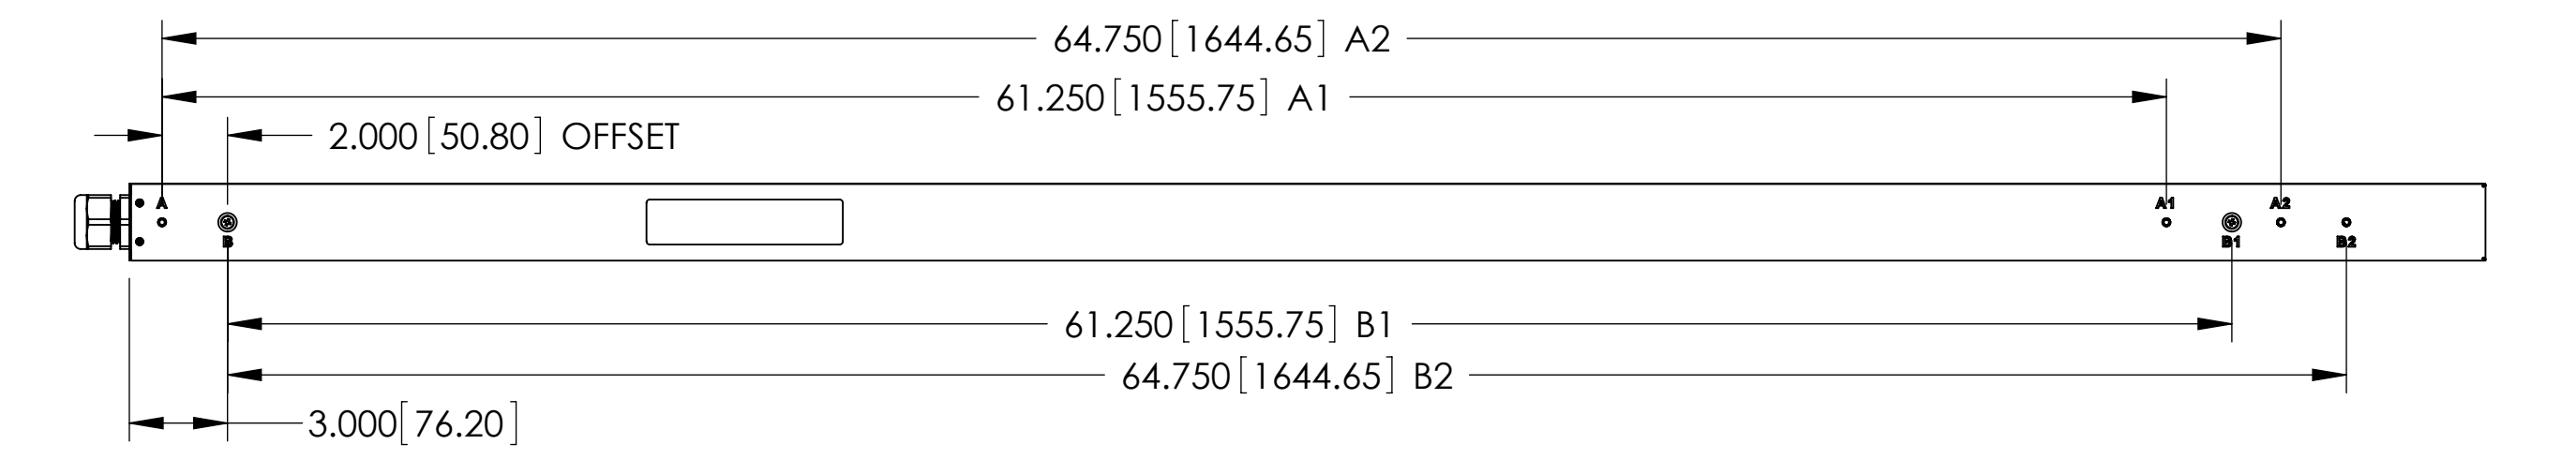 64.750[1644.65] A2
61.250[1555.75] A1
2.000[50.80] OFFSET
A
A1
A2
B
B1
B2
61.250[1555.75] B1
64.750[1644.65] B2
3.000[76.20]